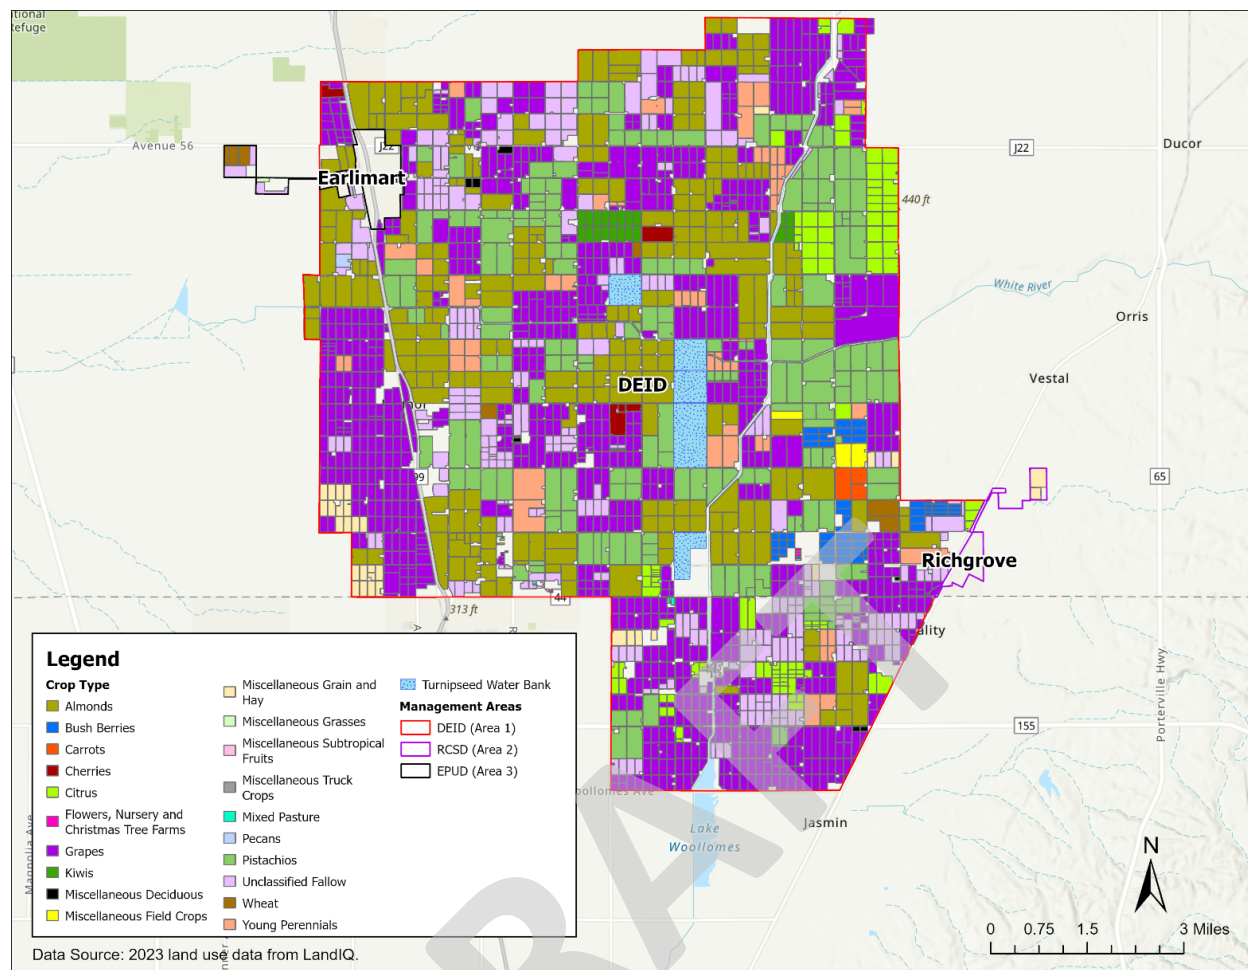 tional
Refuge
Avenue 56
J22
Earlimart
J22
Ducor
440 ft
White River
Orris
Vestal
DEID
99
65
Richgrove
44
313 ft
ality
Legend
Crop Type
Almonds
Bush Berries
Carrots
Cherries
Citrus
Flowers, Nursery and
Christmas Tree Farms
Grapes
Kiwis
Miscellaneous Deciduous
Miscellaneous Field Crops
Miscellaneous Grain and
Hay
Miscellaneous Grasses
Miscellaneous Subtropical
Fruits
Miscellaneous Truck
Crops
Mixed Pasture
Pecans
Pistachios
Unclassified Fallow
Wheat
Young Perennials
Turnipseed Water Bank
Management Areas
DEID (Area 1)
RCSD (Area 2)
EPUD (Area 3)
155
Porterville Hwy
Magnolia Ave
oollomes Ave
Lake
Woollomes
Jasmin
N
0 0.75 1.5 3 Miles
Data Source: 2023 land use data from LandIQ.
DRAFT